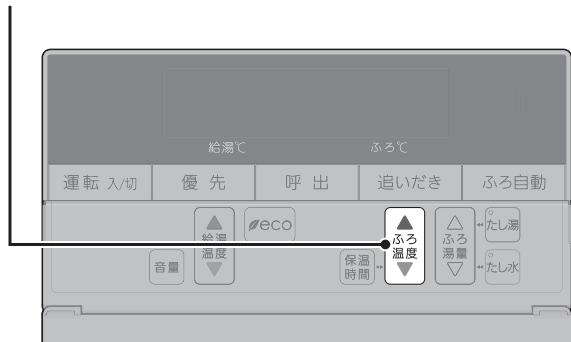 給湯℃ ふろ℃
運転 入/切 優先 呼出 追いだき ふろ自動
給湯
温度
eco
音量
保温
時間
ふろ
温度
ふろ
湯量
たし湯
たし水